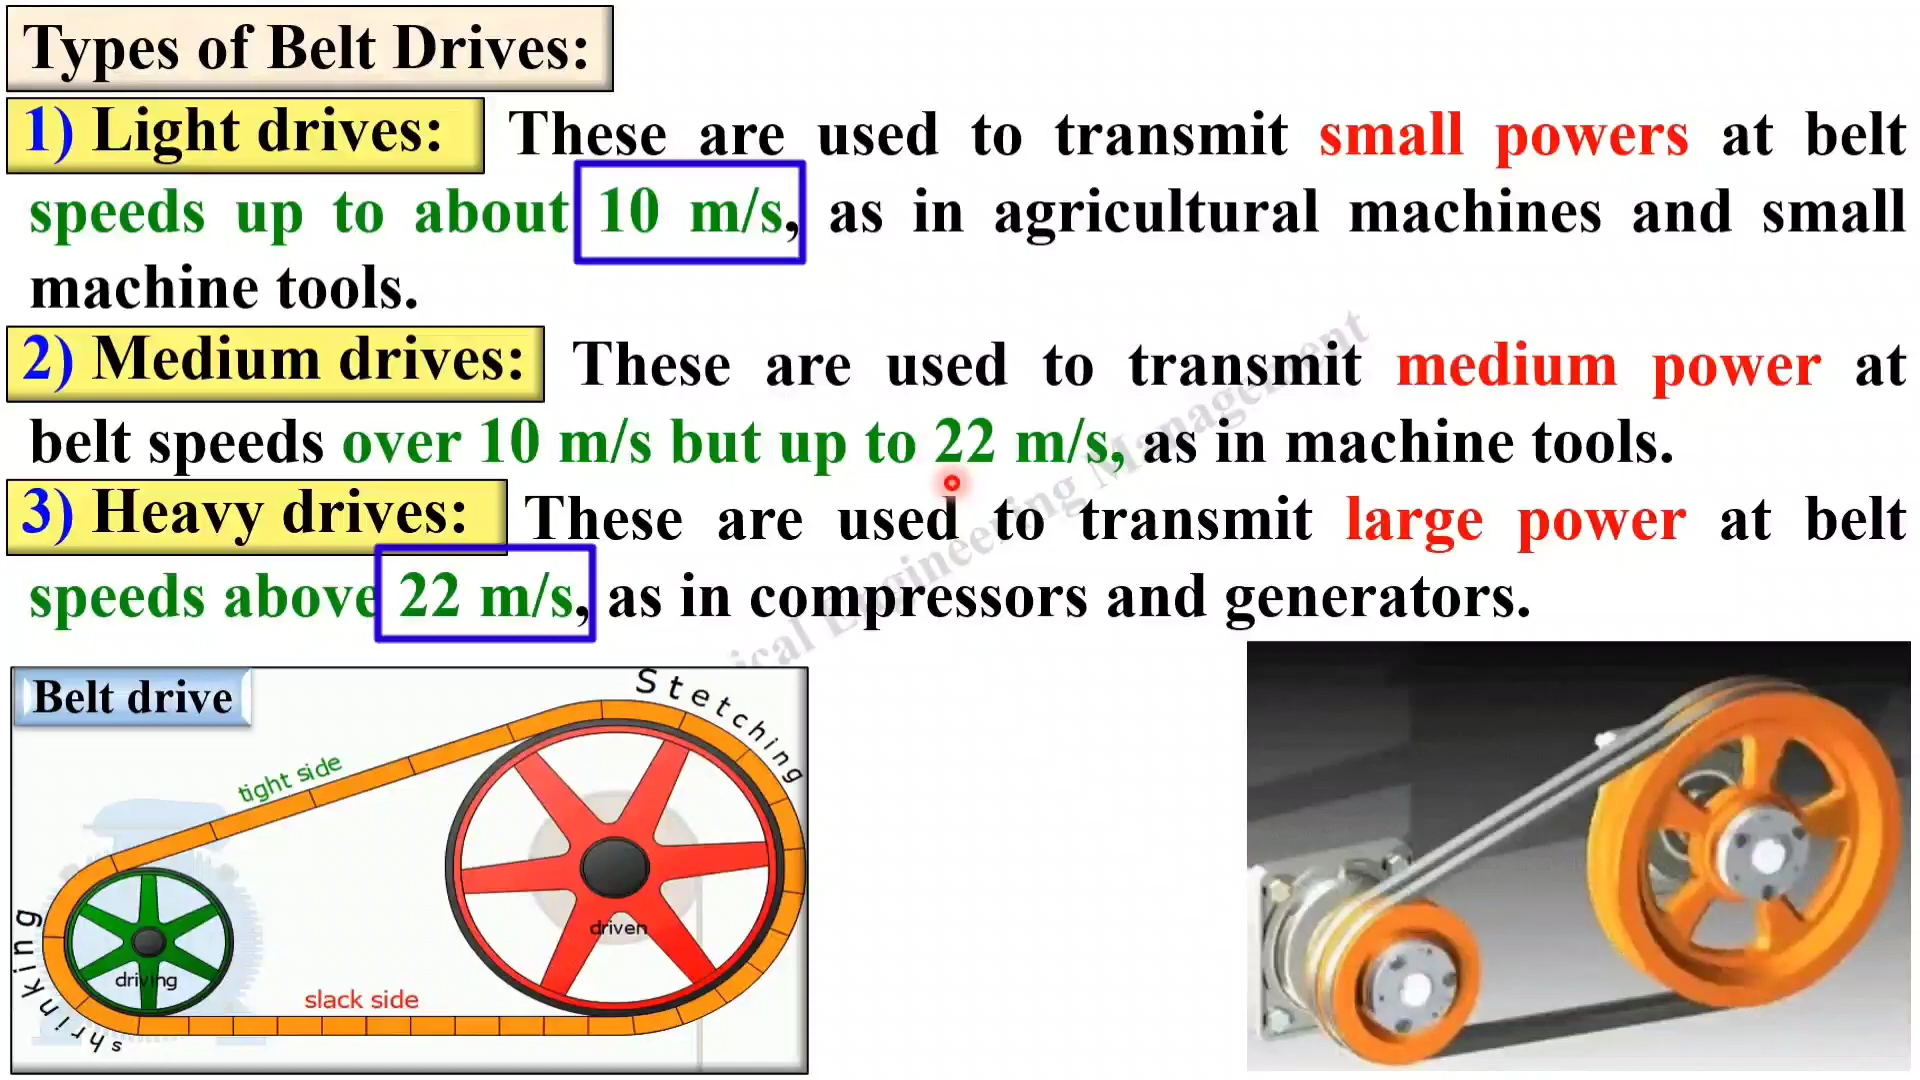 Types of Belt Drives:
1) Light drives: These are used to transmit small powers at belt
speeds up to about 10 m/s, as in agricultural machines and small
machine tools.
2) Medium drives: These are used to transmit medium power at
belt speeds over 10 m/s but up to 22 m/s, as in machine tools.
3) Heavy drives: These are used to transmit large power at belt
speeds above 22 m/s, as in compressors and generators.
ical Engineering Management
Belt drive
Stetching
tight side
driven
driving
slack side
shrinking